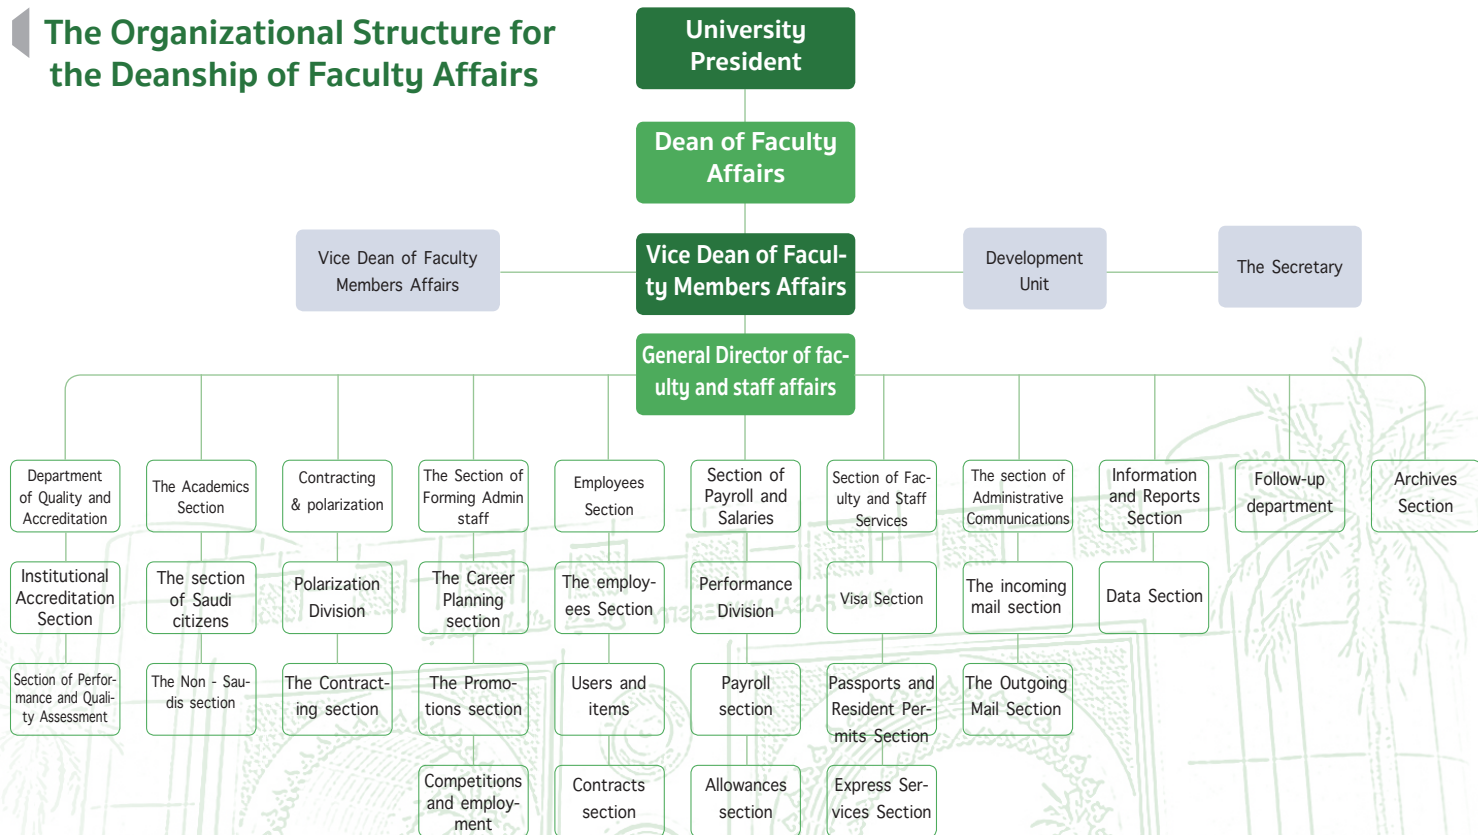 The Organizational Structure for
the Deanship of Faculty Affairs
University
President
Dean of Faculty
Affairs
Vice Dean of Faculty
Members Affairs
Vice Dean of Facul-
ty Members Affairs
Development
Unit
The Secretary
General Director of fac-
ulty and staff affairs
Department
of Quality and
Accreditation
The Academics
Section
Contracting
& polarization
The Section of
Forming Admin
staff
Employees
Section
Section of
Payroll and
Salaries
Section of Fac-
ulty and Staff
Services
The section of
Administrative
Communications
Information
and Reports
Section
Follow-up
department
Archives
Section
Institutional
Accreditation
Section
The section
of Saudi
citizens
Polarization
Division
The Career
Planning
section
The employ-
ees Section
Performance
Division
Visa Section
The incoming
mail section
Data Section
Section of Perfor-
mance and Quali-
ty Assessment
The Non - Sau-
dis section
The Contract-
ing section
The Promo-
tions section
Users and
items
Payroll
section
Passports and
Resident Per-
mits Section
The Outgoing
Mail Section
Competitions
and employ-
ment
Contracts
section
Allowances
section
Express Ser-
vices Section